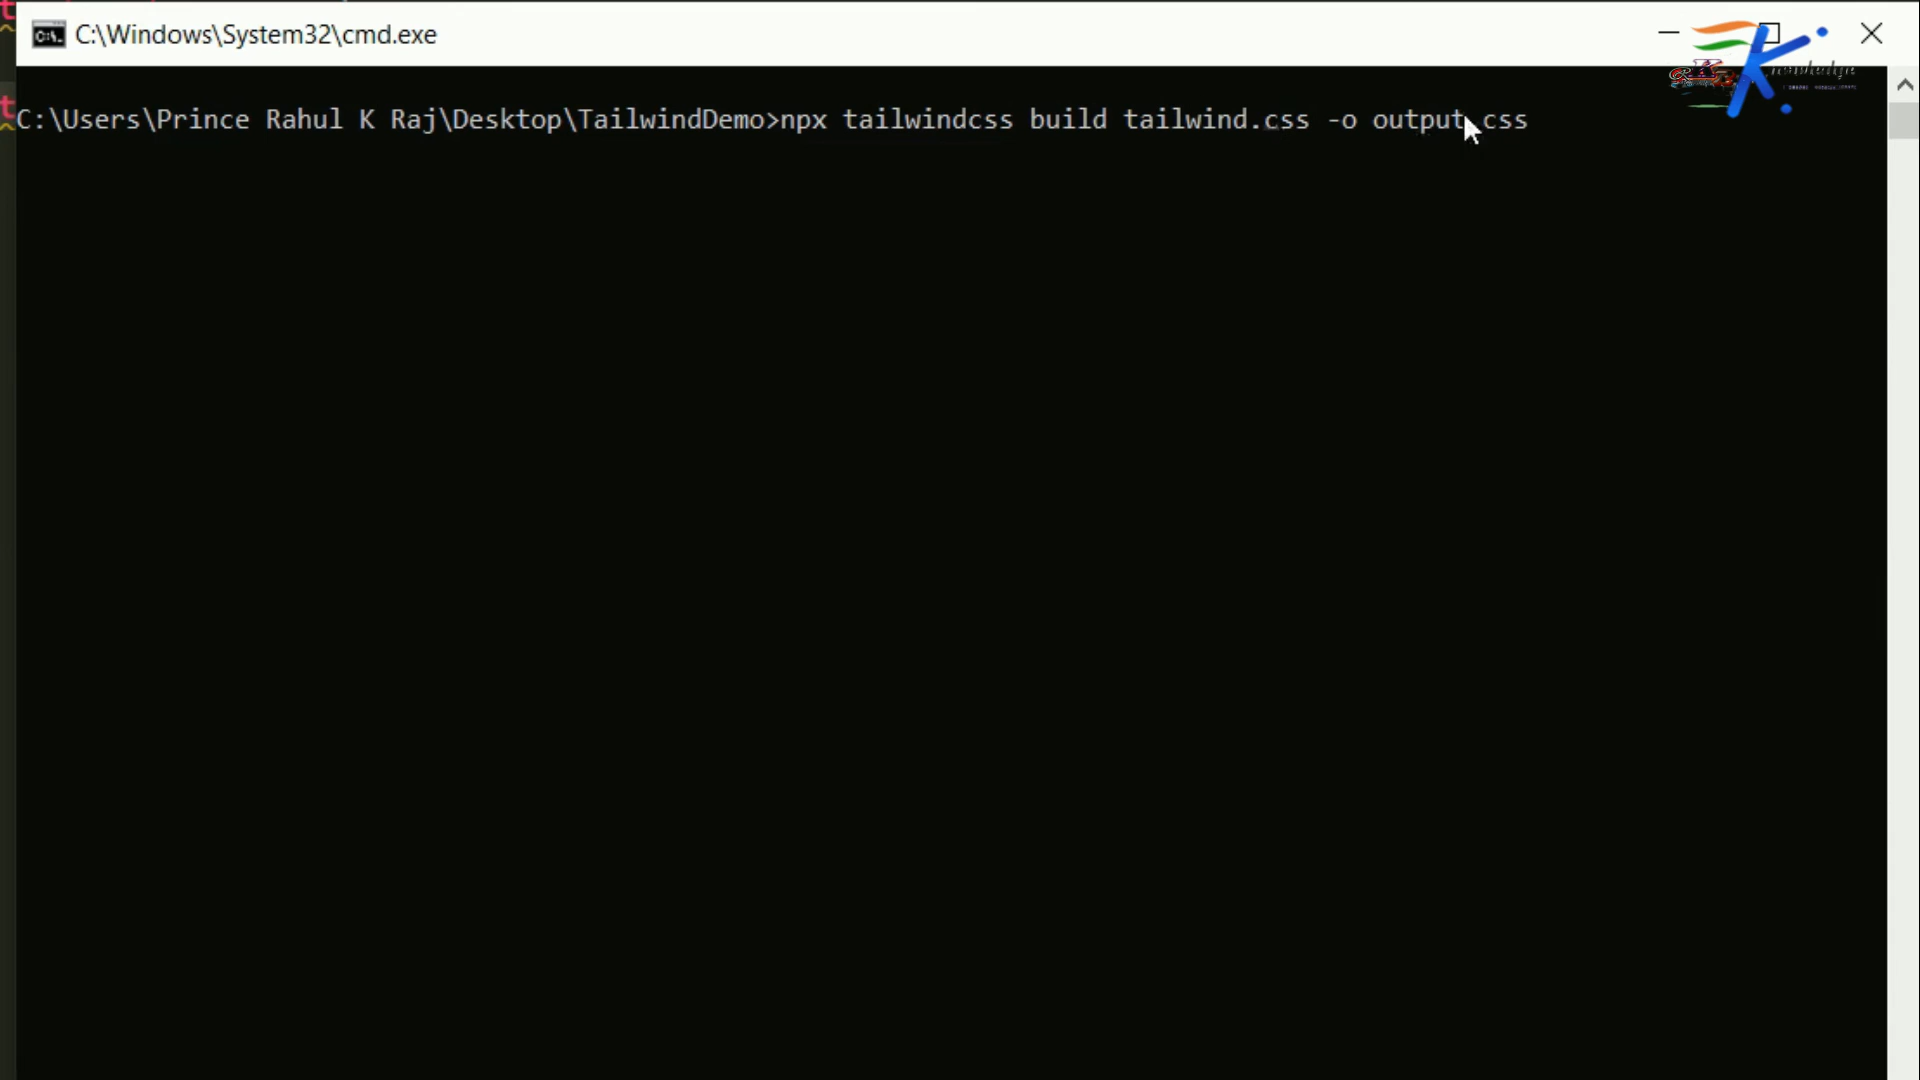 C:\Windows\System32\cmd.exe
C:\Users\Prince Rahul K Raj\Desktop\TailwindDemo>npx tailwindcss build tailwind.css -o output.css